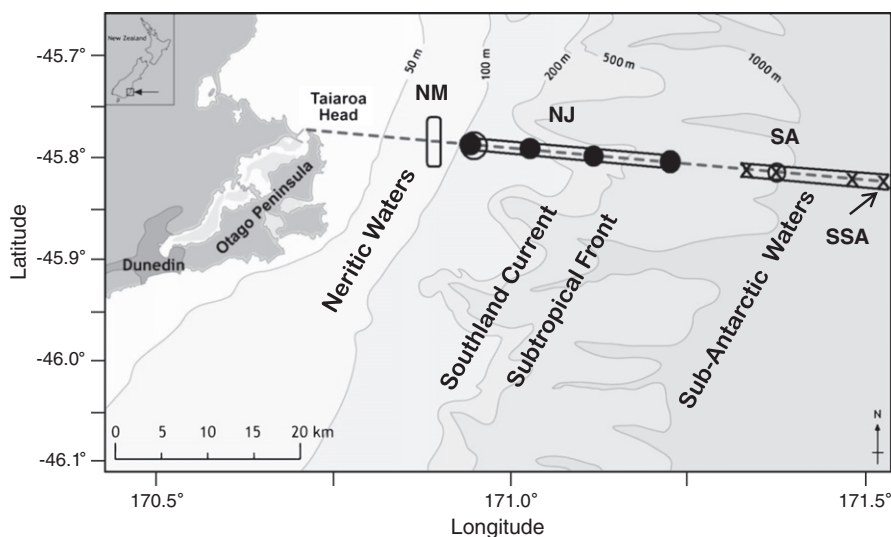 New Zealand
-45.7°
-45.8°
-45.9°
-46.0°
-46.1°
Latitude
50 m
100 m
200 m
500 m
1000 m
Taiaroa
Head
NM
NJ
SA
SSA
Otago Peninsula
Dunedin
Neritic Waters
Southland Current
Subtropical Front
Sub-Antarctic Waters
0 5 10 15 20 km
N
170.5° 171.0° 171.5°
Longitude